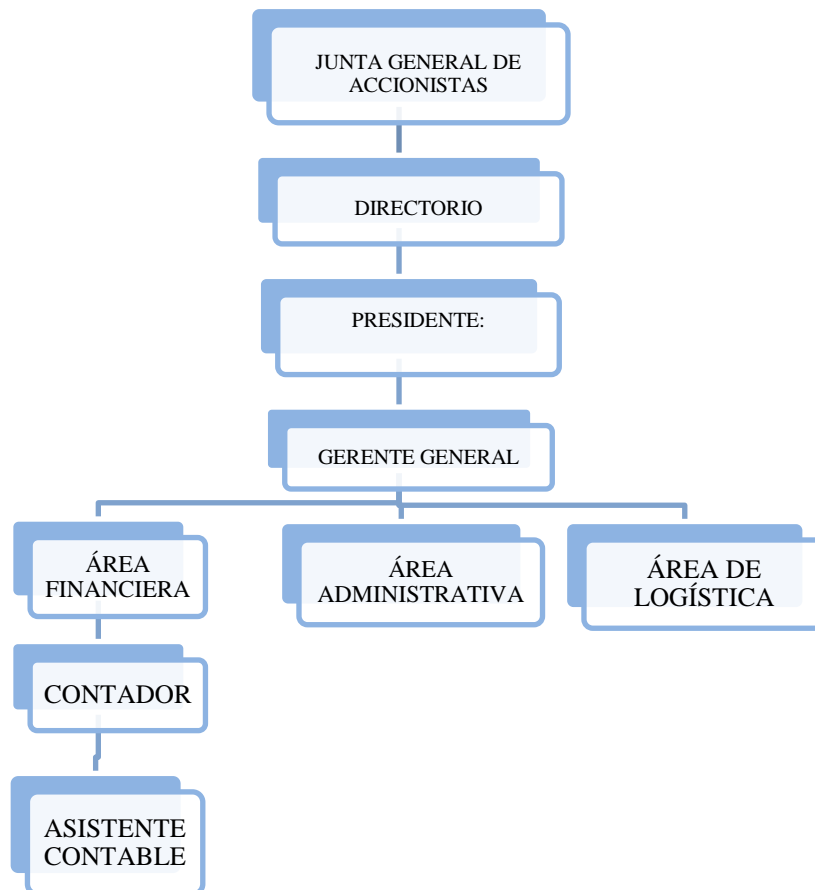 JUNTA GENERAL DE
ACCIONISTAS
DIRECTORIO
PRESIDENTE:
GERENTE GENERAL
ÁREA
FINANCIERA
ÁREA
ADMINISTRATIVA
ÁREA DE
LOGÍSTICA
CONTADOR
ASISTENTE
CONTABLE